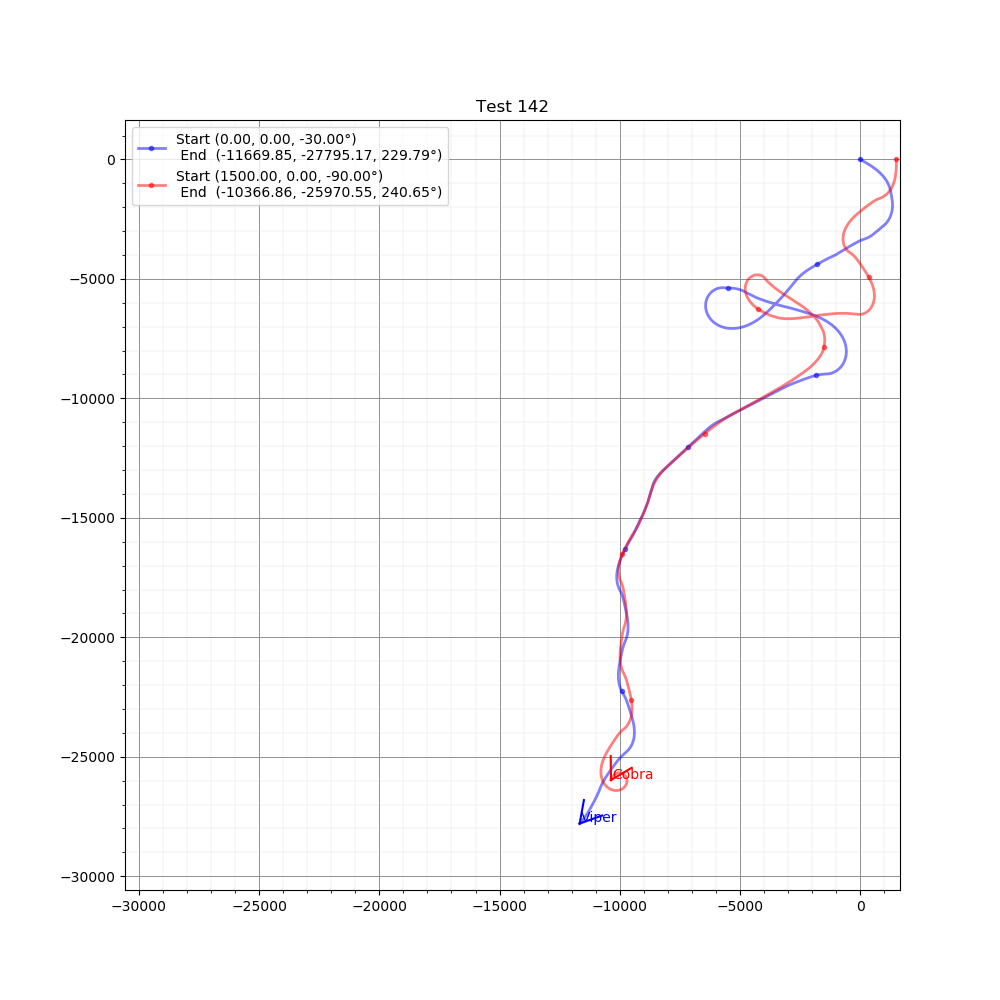 Test 142
Start (0.00, 0.00, -30.00°)
End (-11669.85, -27795.17, 229.79°)
Start (1500.00, 0.00, -90.00°)
End (-10366.86, -25970.55, 240.65°)
0
−5000
−10000
−15000
−20000
−25000
−30000
Cobra
Viper
−30000 −25000 −20000 −15000 −10000 −5000 0